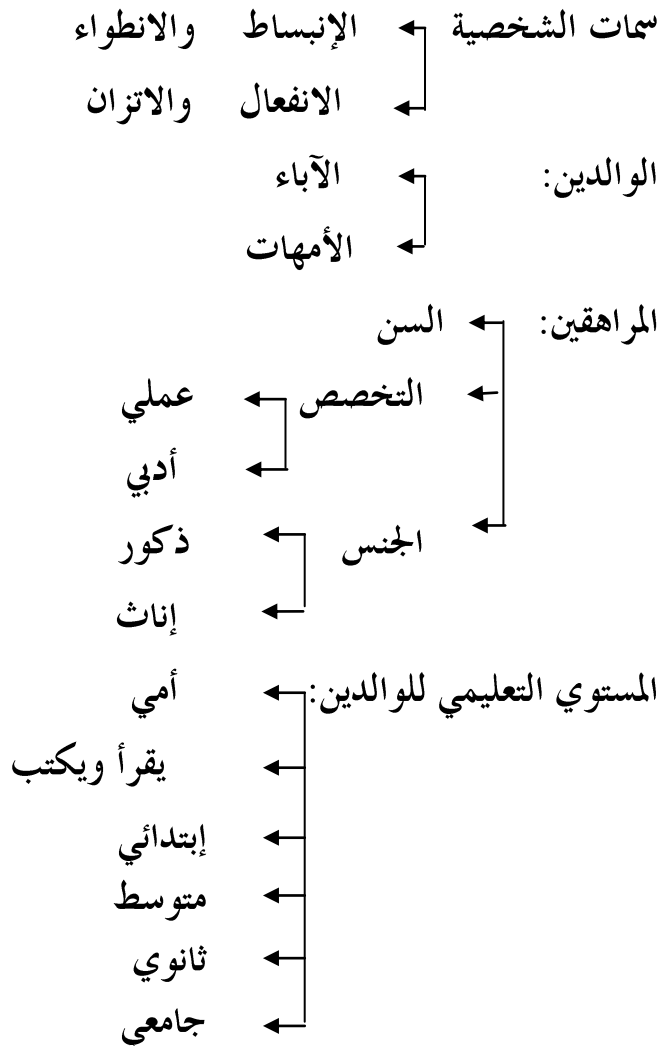 سمات الشخصية الإنبساط والانطواء
الانفعال والاتزان
الوالدين: الآباء
الأمهات
المراهقين: السن
التخصص عملي
أدبي
الجنس ذكور
إناث
المستوي التعليمي للوالدين: أمي
يقرأ ويكتب
إبتدائي
متوسط
ثانوي
جامعي